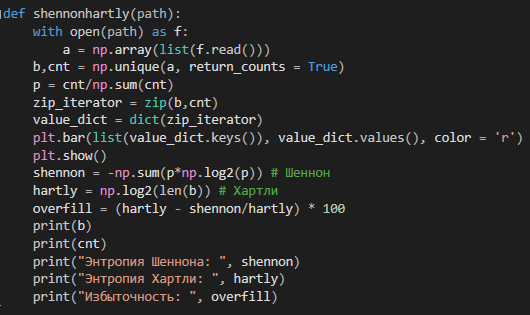 def shennonhartly(path):
    with open(path) as f:
        a = np.array(list(f.read()))
    b,cnt = np.unique(a, return_counts = True)
    p = cnt/np.sum(cnt)
    zip_iterator = zip(b,cnt)
    value_dict = dict(zip_iterator)
    plt.bar(list(value_dict.keys()), value_dict.values(), color = 'r')
    plt.show()
    shennon = -np.sum(p*np.log2(p)) # Шеннон
    hartly = np.log2(len(b)) # Хартли
    overfill = (hartly - shennon/hartly) * 100
    print(b)
    print(cnt)
    print("Энтропия Шеннона: ", shennon)
    print("Энтропия Хартли: ", hartly)
    print("Избыточность: ", overfill)